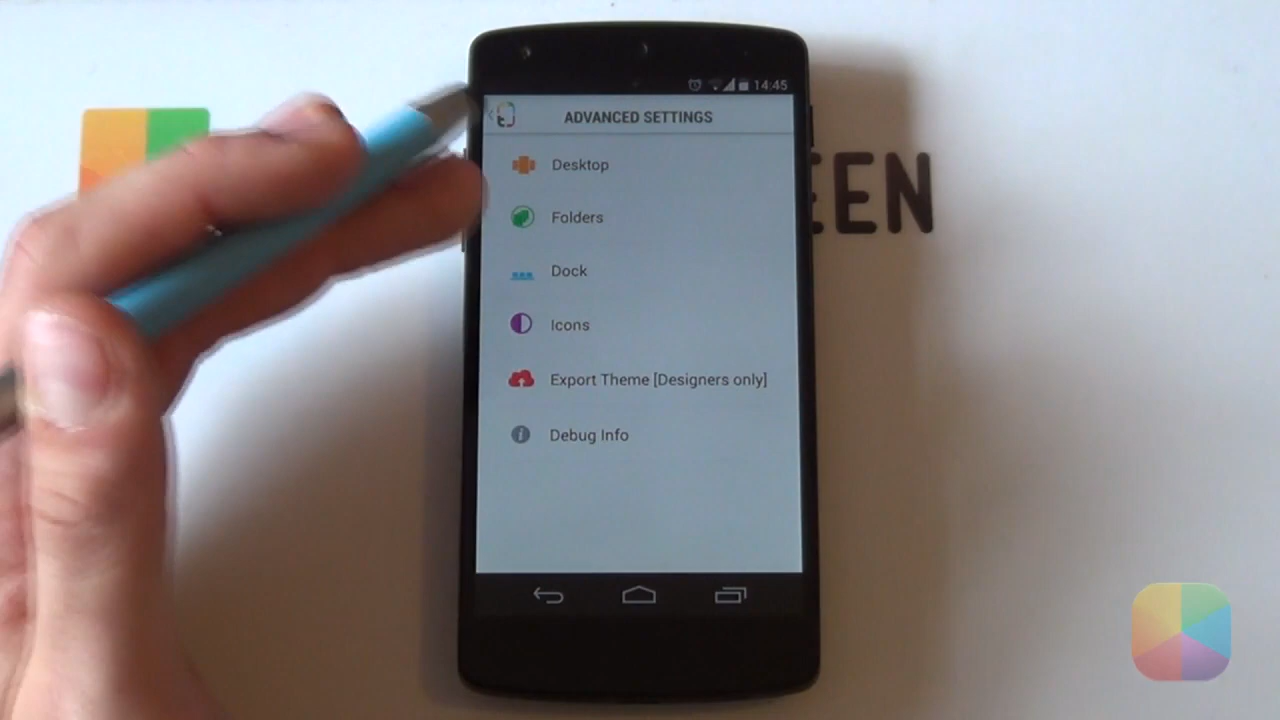 14:45
ADVANCED SETTINGS
Desktop
EEN
Folders
Dock
Icons
Export Theme [Designers only]
Debug Info